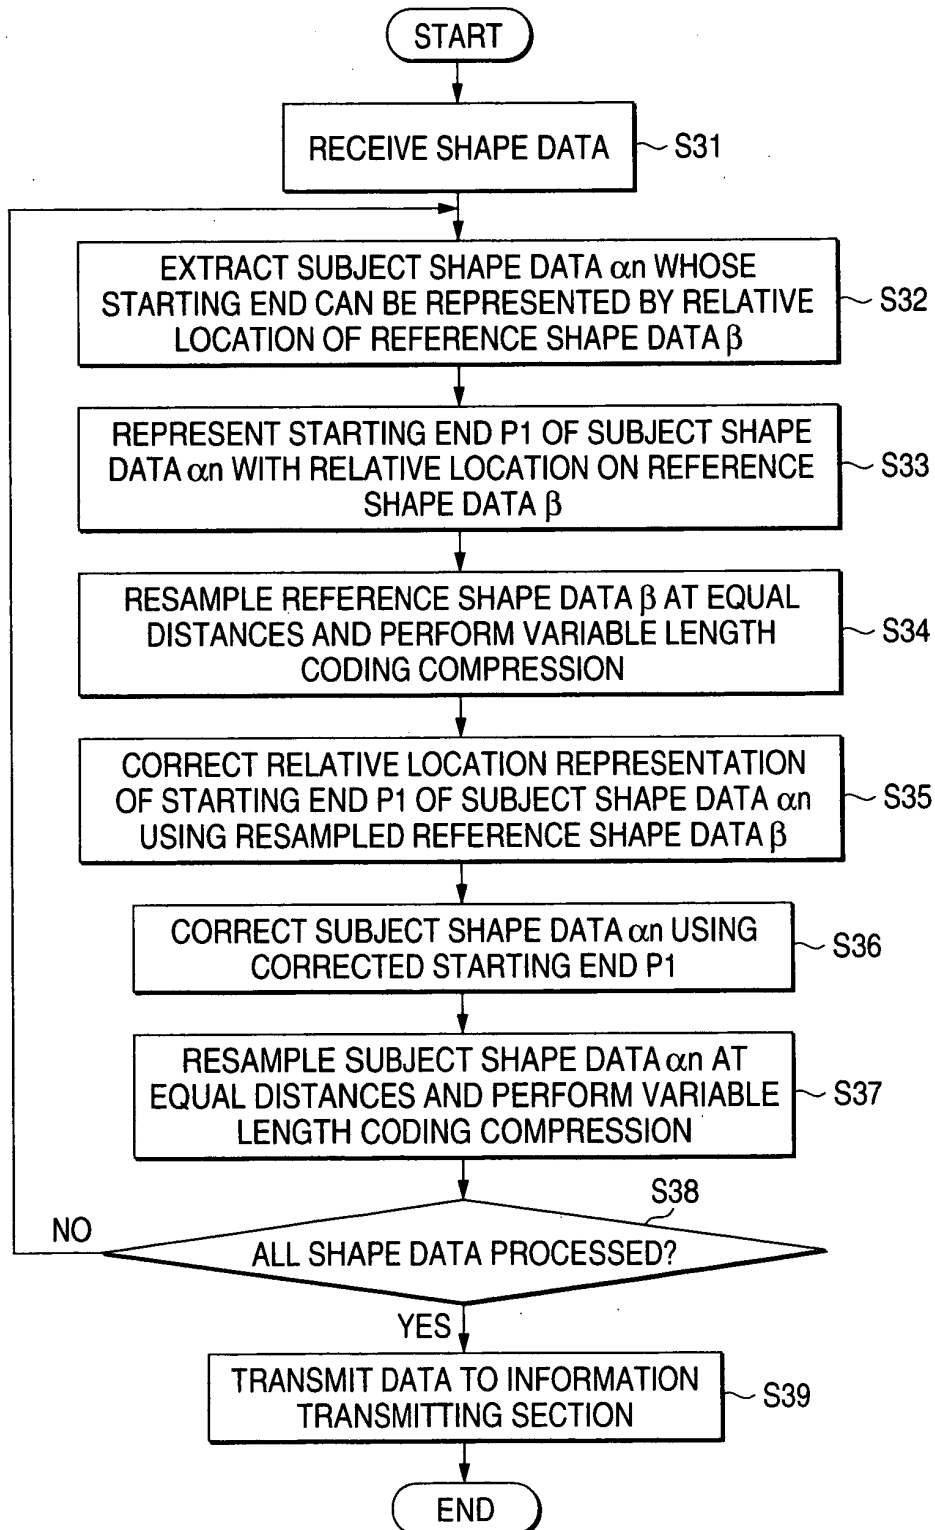 START
RECEIVE SHAPE DATA
S31
EXTRACT SUBJECT SHAPE DATA αn WHOSE
STARTING END CAN BE REPRESENTED BY RELATIVE
LOCATION OF REFERENCE SHAPE DATA β
S32
REPRESENT STARTING END P1 OF SUBJECT SHAPE
DATA αn WITH RELATIVE LOCATION ON REFERENCE
SHAPE DATA β
S33
RESAMPLE REFERENCE SHAPE DATA β AT EQUAL
DISTANCES AND PERFORM VARIABLE LENGTH
CODING COMPRESSION
S34
CORRECT RELATIVE LOCATION REPRESENTATION
OF STARTING END P1 OF SUBJECT SHAPE DATA αn
USING RESAMPLED REFERENCE SHAPE DATA β
S35
CORRECT SUBJECT SHAPE DATA αn USING
CORRECTED STARTING END P1
S36
RESAMPLE SUBJECT SHAPE DATA αn AT
EQUAL DISTANCES AND PERFORM VARIABLE
LENGTH CODING COMPRESSION
S37
S38
NO
ALL SHAPE DATA PROCESSED?
YES
TRANSMIT DATA TO INFORMATION
TRANSMITTING SECTION
S39
END